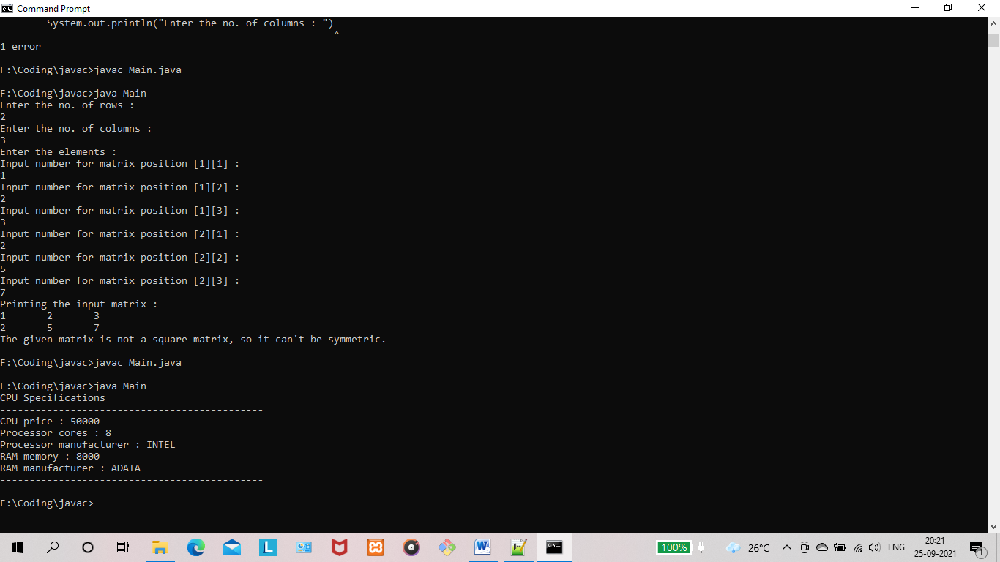 Command Prompt
        System.out.println("Enter the no. of columns : ")
                                                         ^
1 error
F:\Coding\javac>javac Main.java
F:\Coding\javac>java Main
Enter the no. of rows :
2
Enter the no. of columns :
3
Enter the elements :
Input number for matrix position [1][1] :
1
Input number for matrix position [1][2] :
2
Input number for matrix position [1][3] :
3
Input number for matrix position [2][1] :
2
Input number for matrix position [2][2] :
5
Input number for matrix position [2][3] :
7
Printing the input matrix :
1       2       3
2       5       7
The given matrix is not a square matrix, so it can't be symmetric.
F:\Coding\javac>javac Main.java
F:\Coding\javac>java Main
CPU Specifications
---------------------------------------------
CPU price : 50000
Processor cores : 8
Processor manufacturer : INTEL
RAM memory : 8000
RAM manufacturer : ADATA
---------------------------------------------
F:\Coding\javac>
L
W
100%
26°C
ENG
20:21
25-09-2021
1